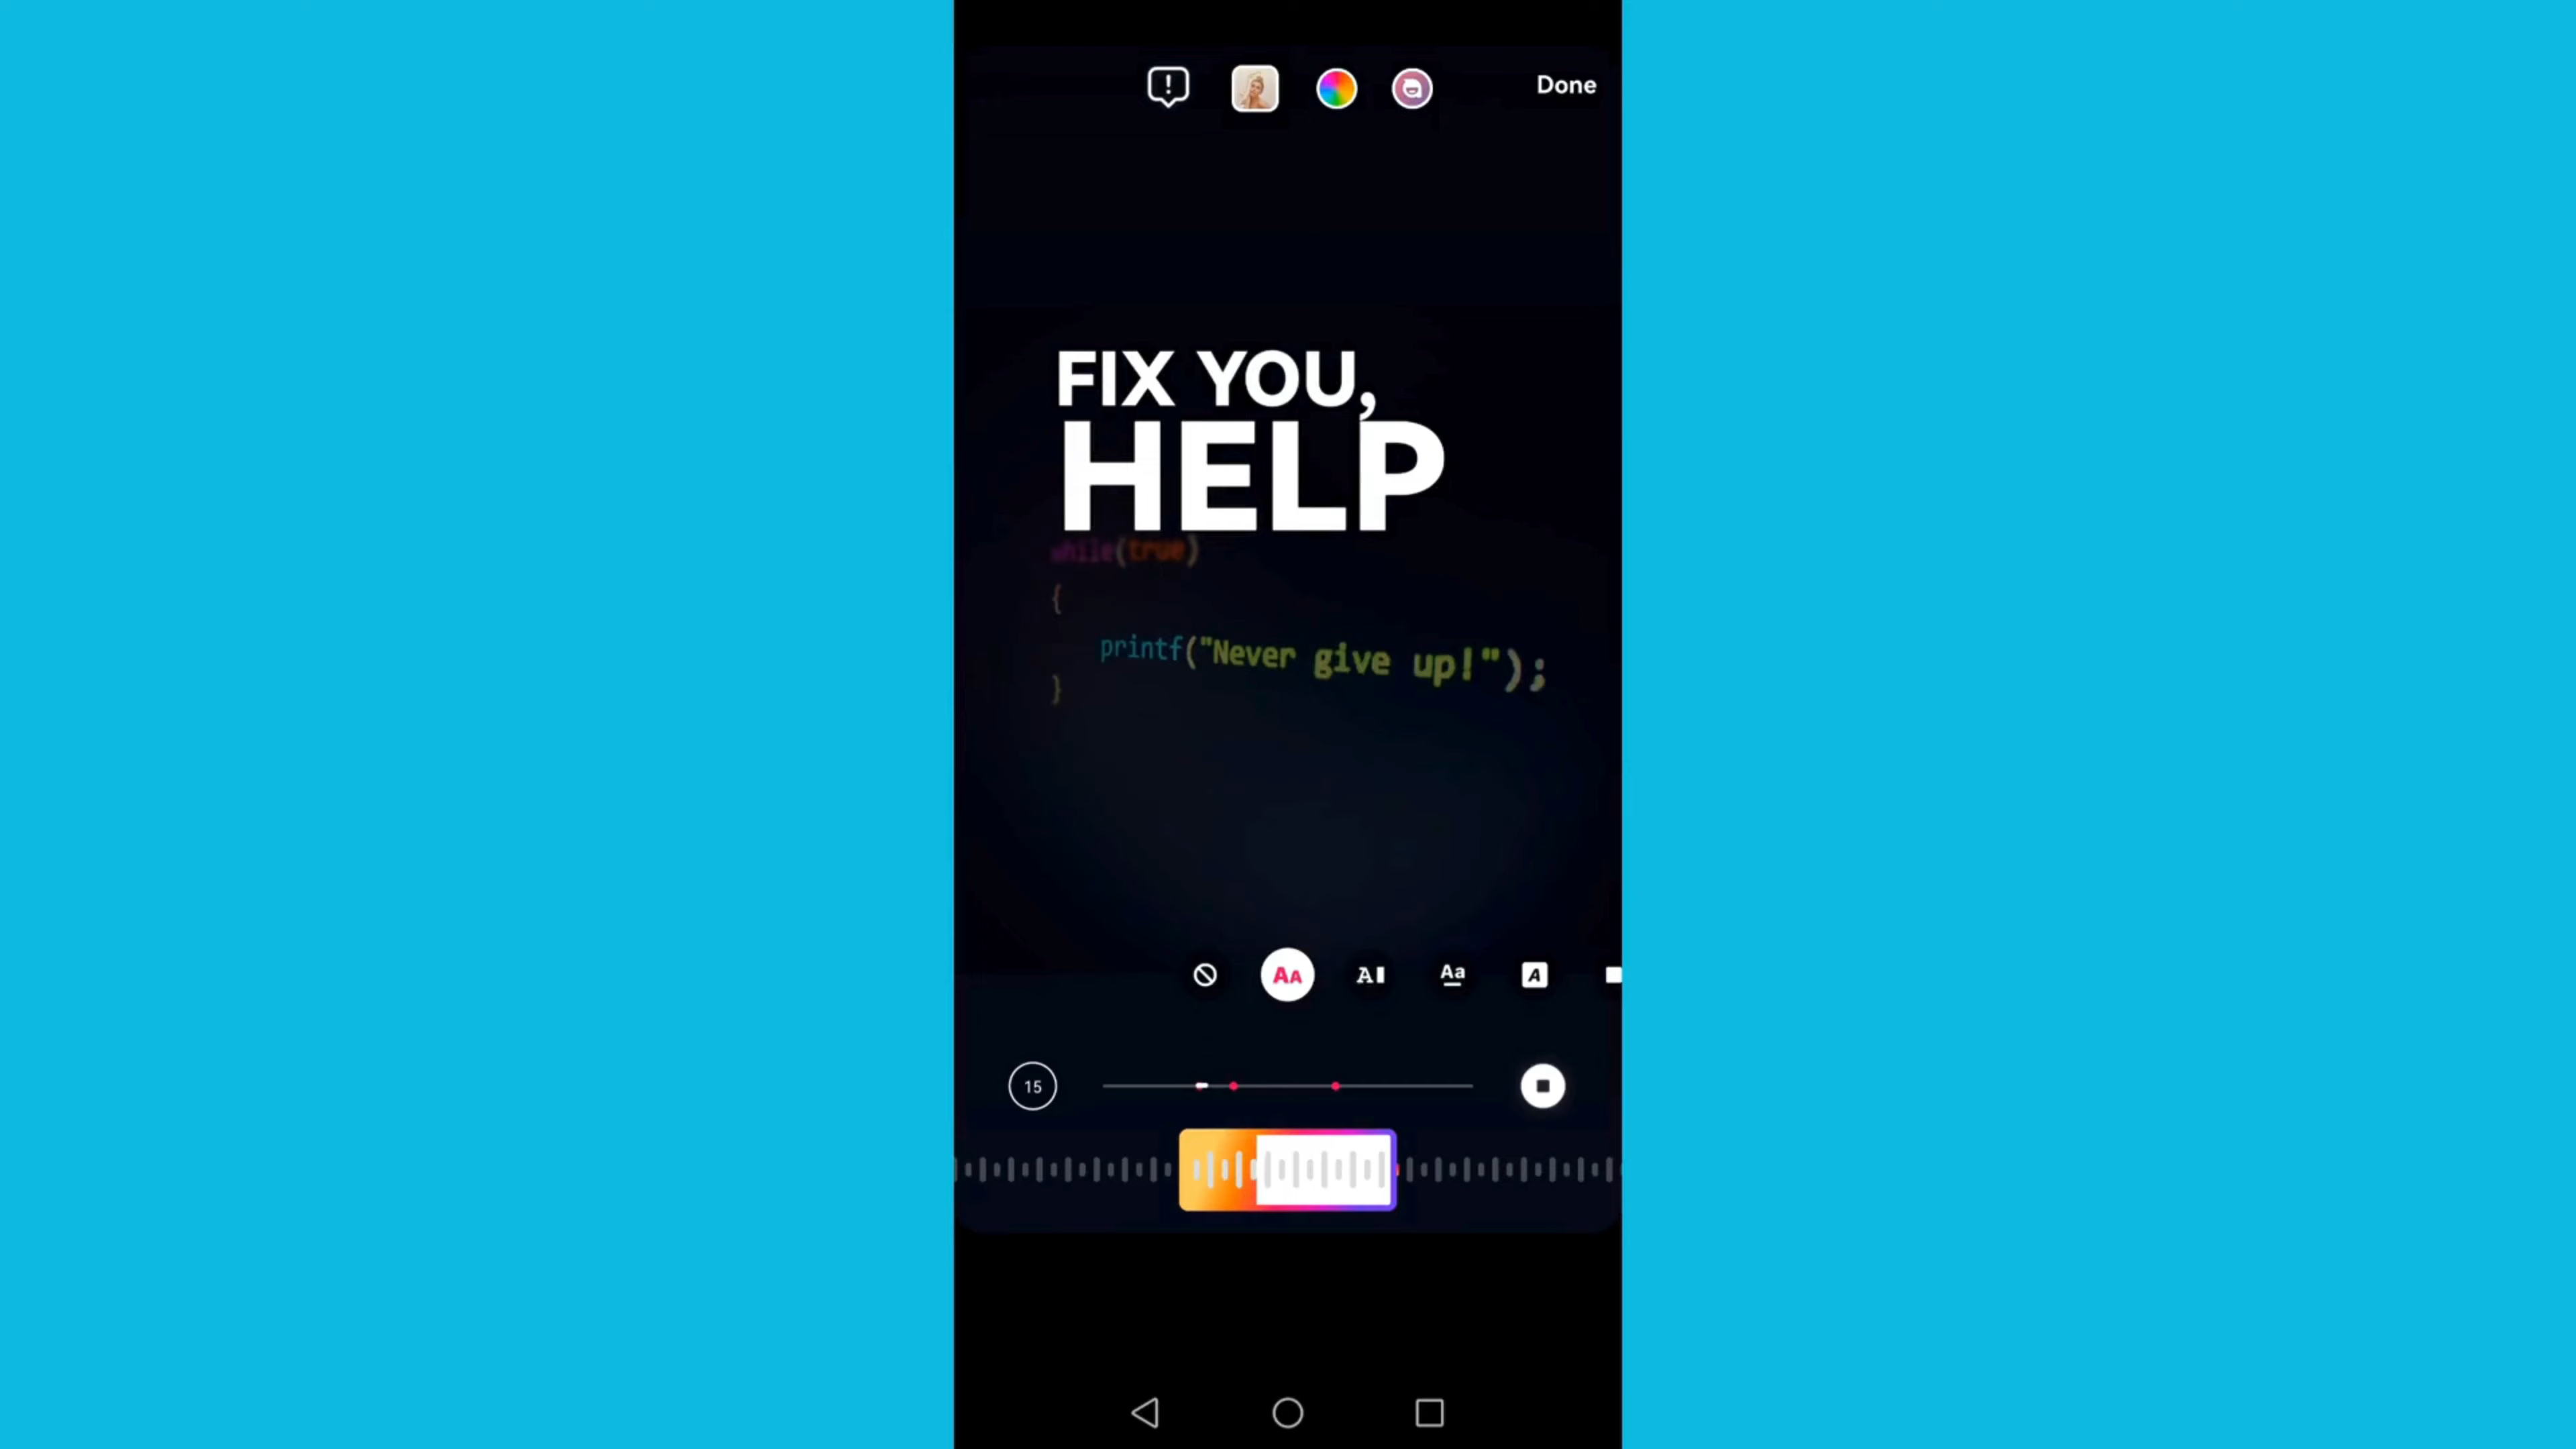 Done
FIX YOU,
HELP
while(true)
{
printf("Never give up!");
}
AA
A
Aa
A
15